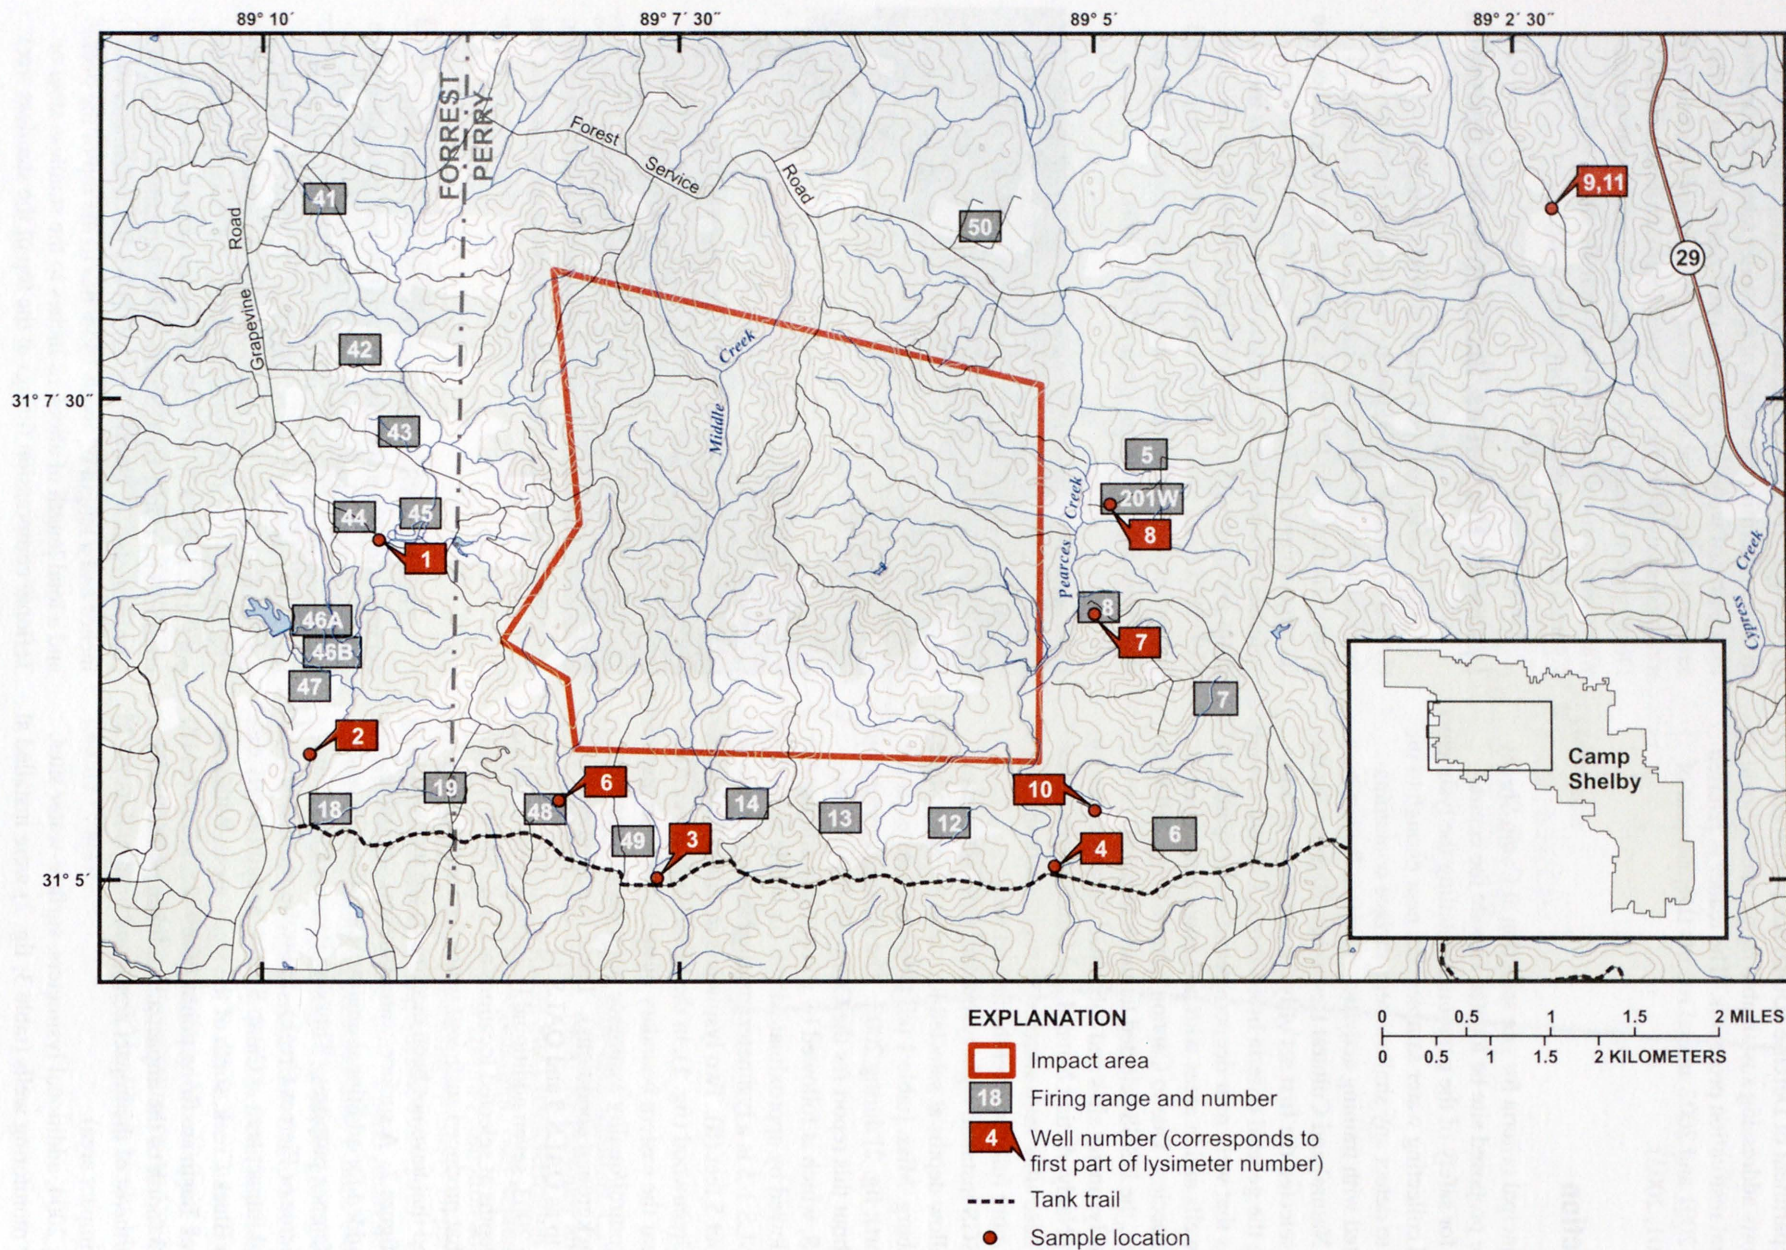 89° 10′ 89° 7′ 30″ 89° 5′ 89° 2′ 30″
FORREST
PERRY
Forest
Service
Road
41
50
9,11
Road
Grapevine
29
42
Creek
31° 7′ 30″
Middle
43
5
44
45
201W
8
1
Pearces Creek
Cypress Creek
46A
8
46B
7
47
7
2
Camp
Shelby
19
6
10
18
48
14
13
12
6
49
3
4
31° 5′
EXPLANATION
Impact area
18 Firing range and number
4 Well number (corresponds to
first part of lysimeter number)
Tank trail
Sample location
0 0.5 1 1.5 2 MILES
0 0.5 1 1.5 2 KILOMETERS